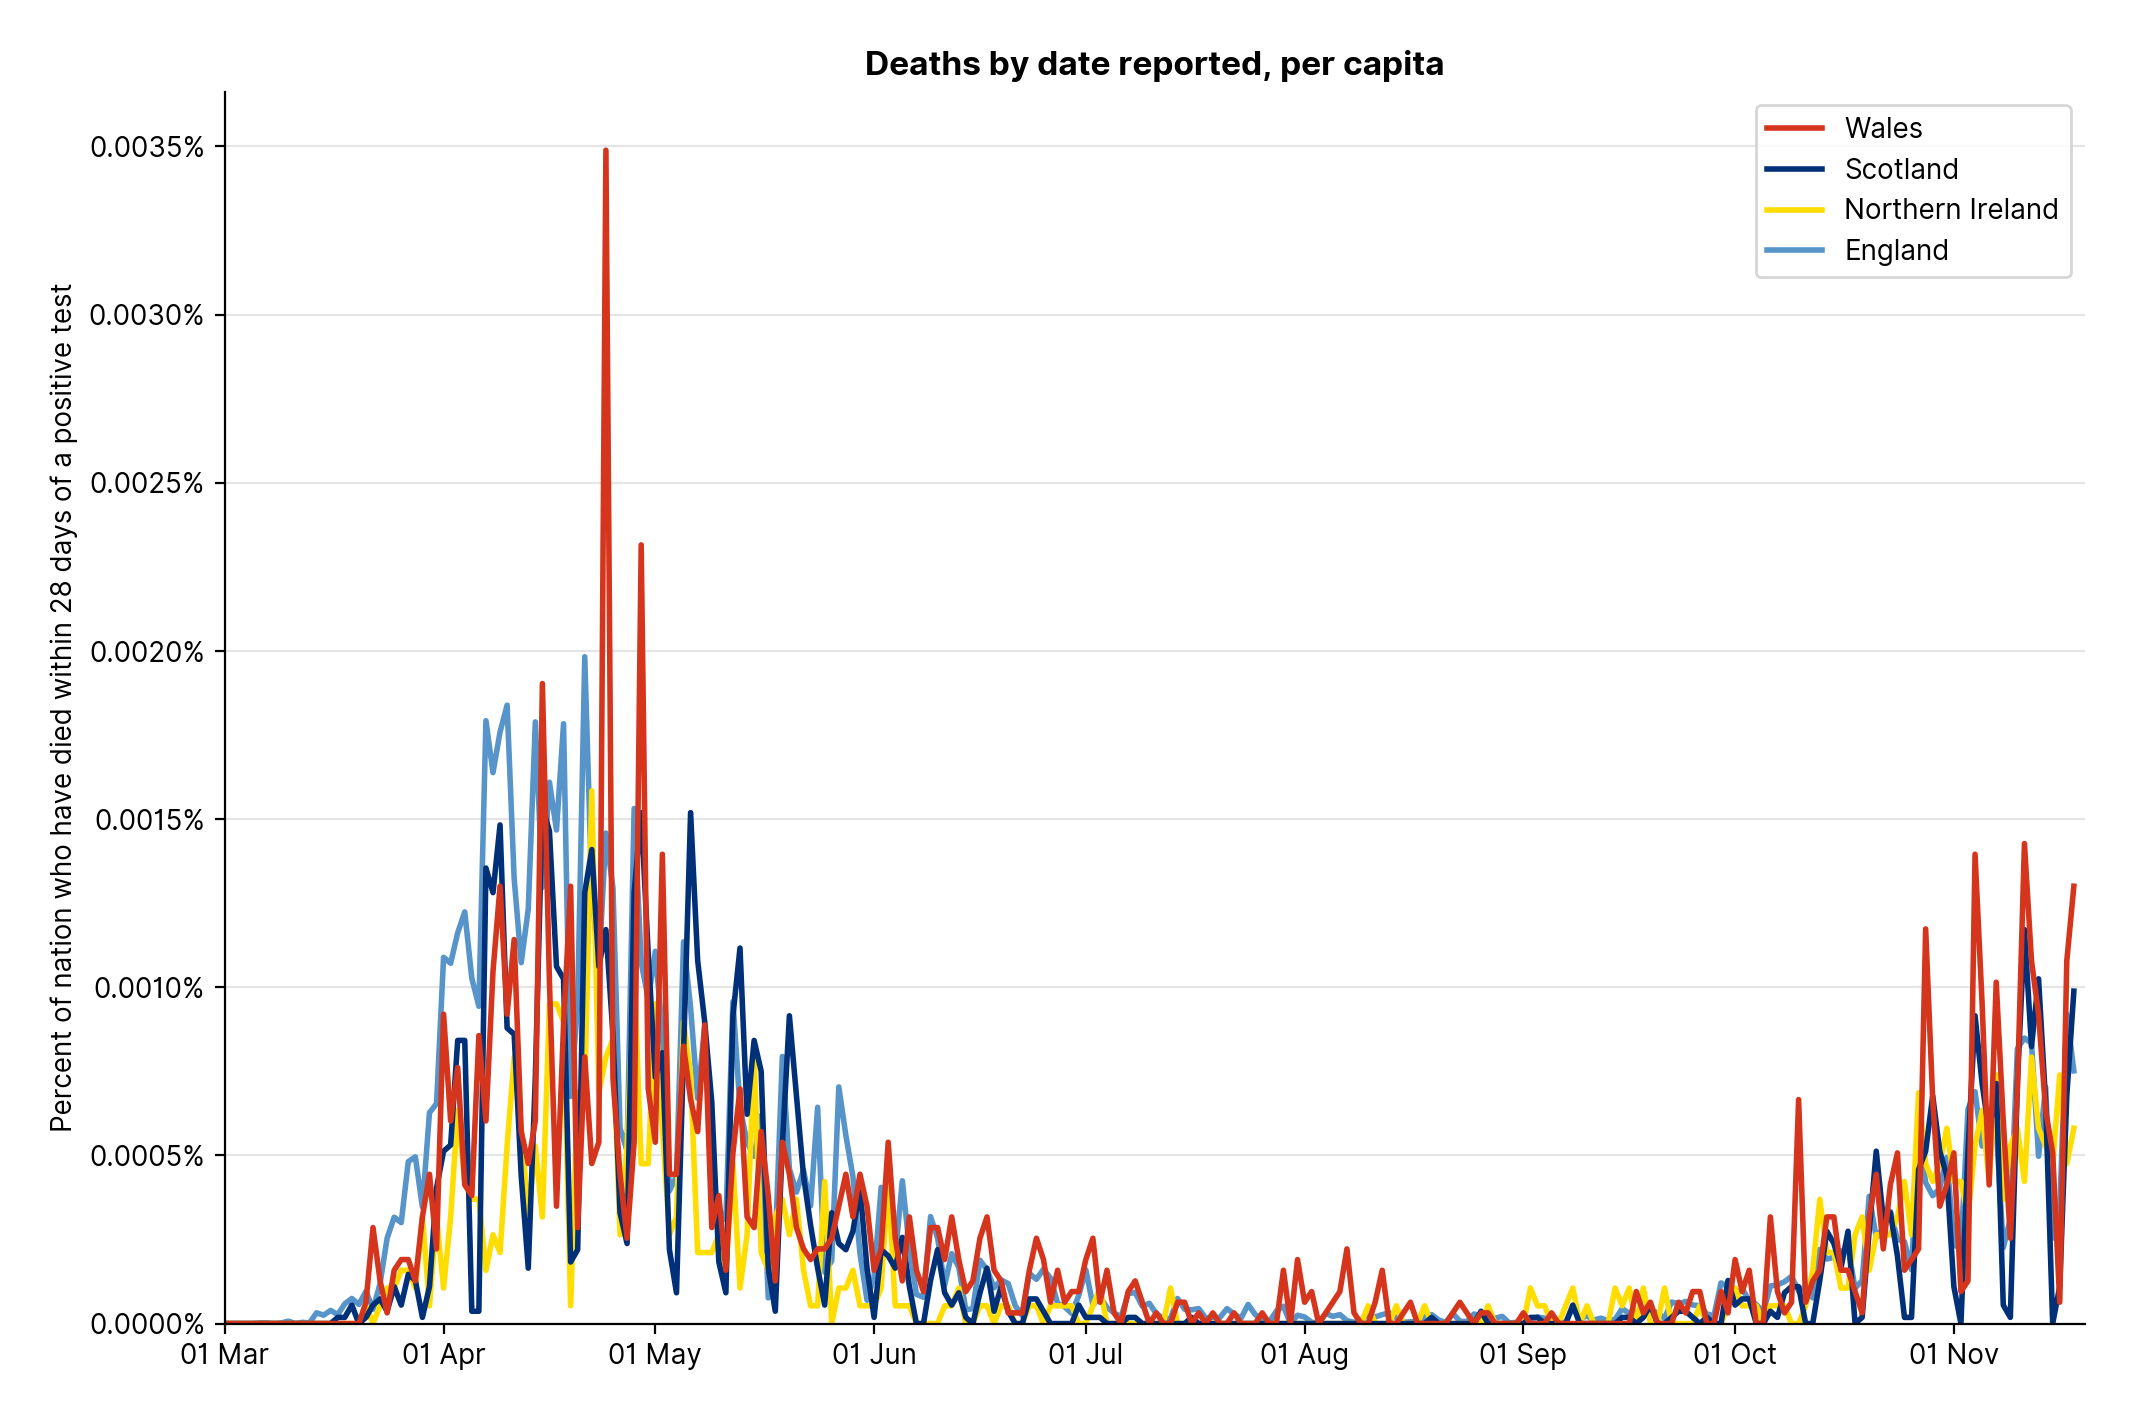 Deaths by date reported, per capita
Wales
Scotland
Northern Ireland
England
Percent of nation who have died within 28 days of a positive test
0.0035%
0.0030%
0.0025%
0.0020%
0.0015%
0.0010%
0.0005%
0.0000%
01 Mar
01 Apr
01 May
01 Jun
01 Jul
01 Aug
01 Sep
01 Oct
01 Nov